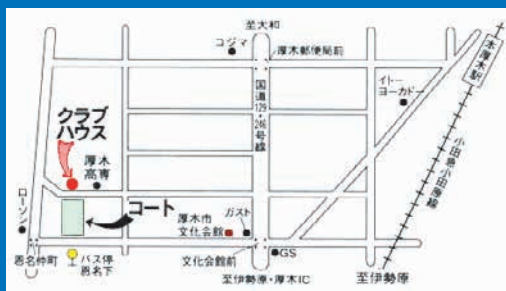 至大和
コジマ
厚木郵便局前
本厚木駅
国道129・246号線
イトー
ヨーカドー
小田急小田原線
クラブ
ハウス
厚木
高専
コート
ローソン
厚木市
文化会館
ガスト
恩名仲町
バス停
恩名下
文化会館前
GS
至伊勢原・厚木IC
至伊勢原